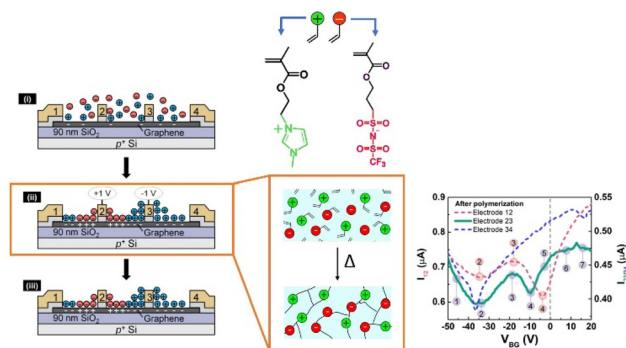 (i)
1 2 3 4
90 nm SiO2 Graphene
p+ Si
(ii)
+1 V -1 V
1 2 3 4
90 nm SiO2 Graphene
p+ Si
(iii)
1 2 3 4
90 nm SiO2 Graphene
p+ Si
+ −
O
O
+
N
N
O
O
O S O
N −
O S O
CF3
Δ
After polymerization
Electrode 12
Electrode 23
Electrode 34
I12 (μA)
0.9
0.8
0.7
0.6
0.55
0.50
0.45
0.40
(μA)
1 2 3 4 5 6 7
2 3 4
-50 -40 -30 -20 -10 0 10 20
VBG (V)